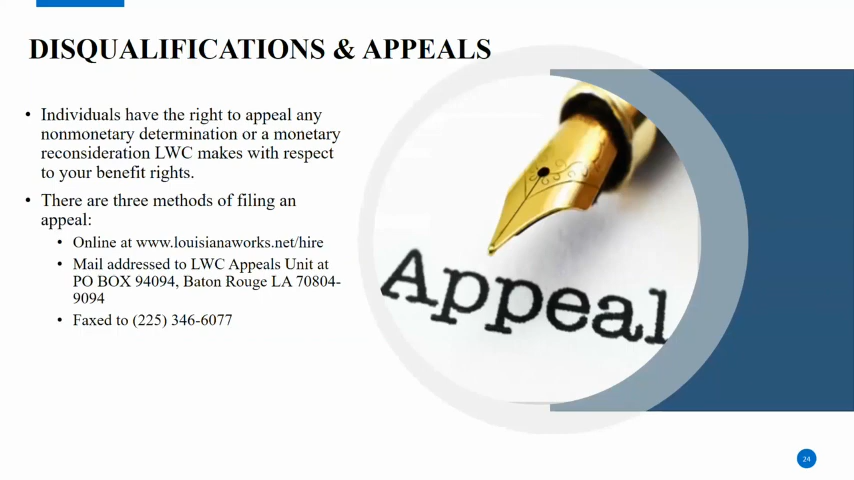 DISQUALIFICATIONS & APPEALS
• Individuals have the right to appeal any
nonmonetary determination or a monetary
reconsideration LWC makes with respect
to your benefit rights.
• There are three methods of filing an
appeal:
• Online at www.louisianaworks.net/hire
• Mail addressed to LWC Appeals Unit at
PO BOX 94094, Baton Rouge LA 70804-
9094
• Faxed to (225) 346-6077
Appeal
24